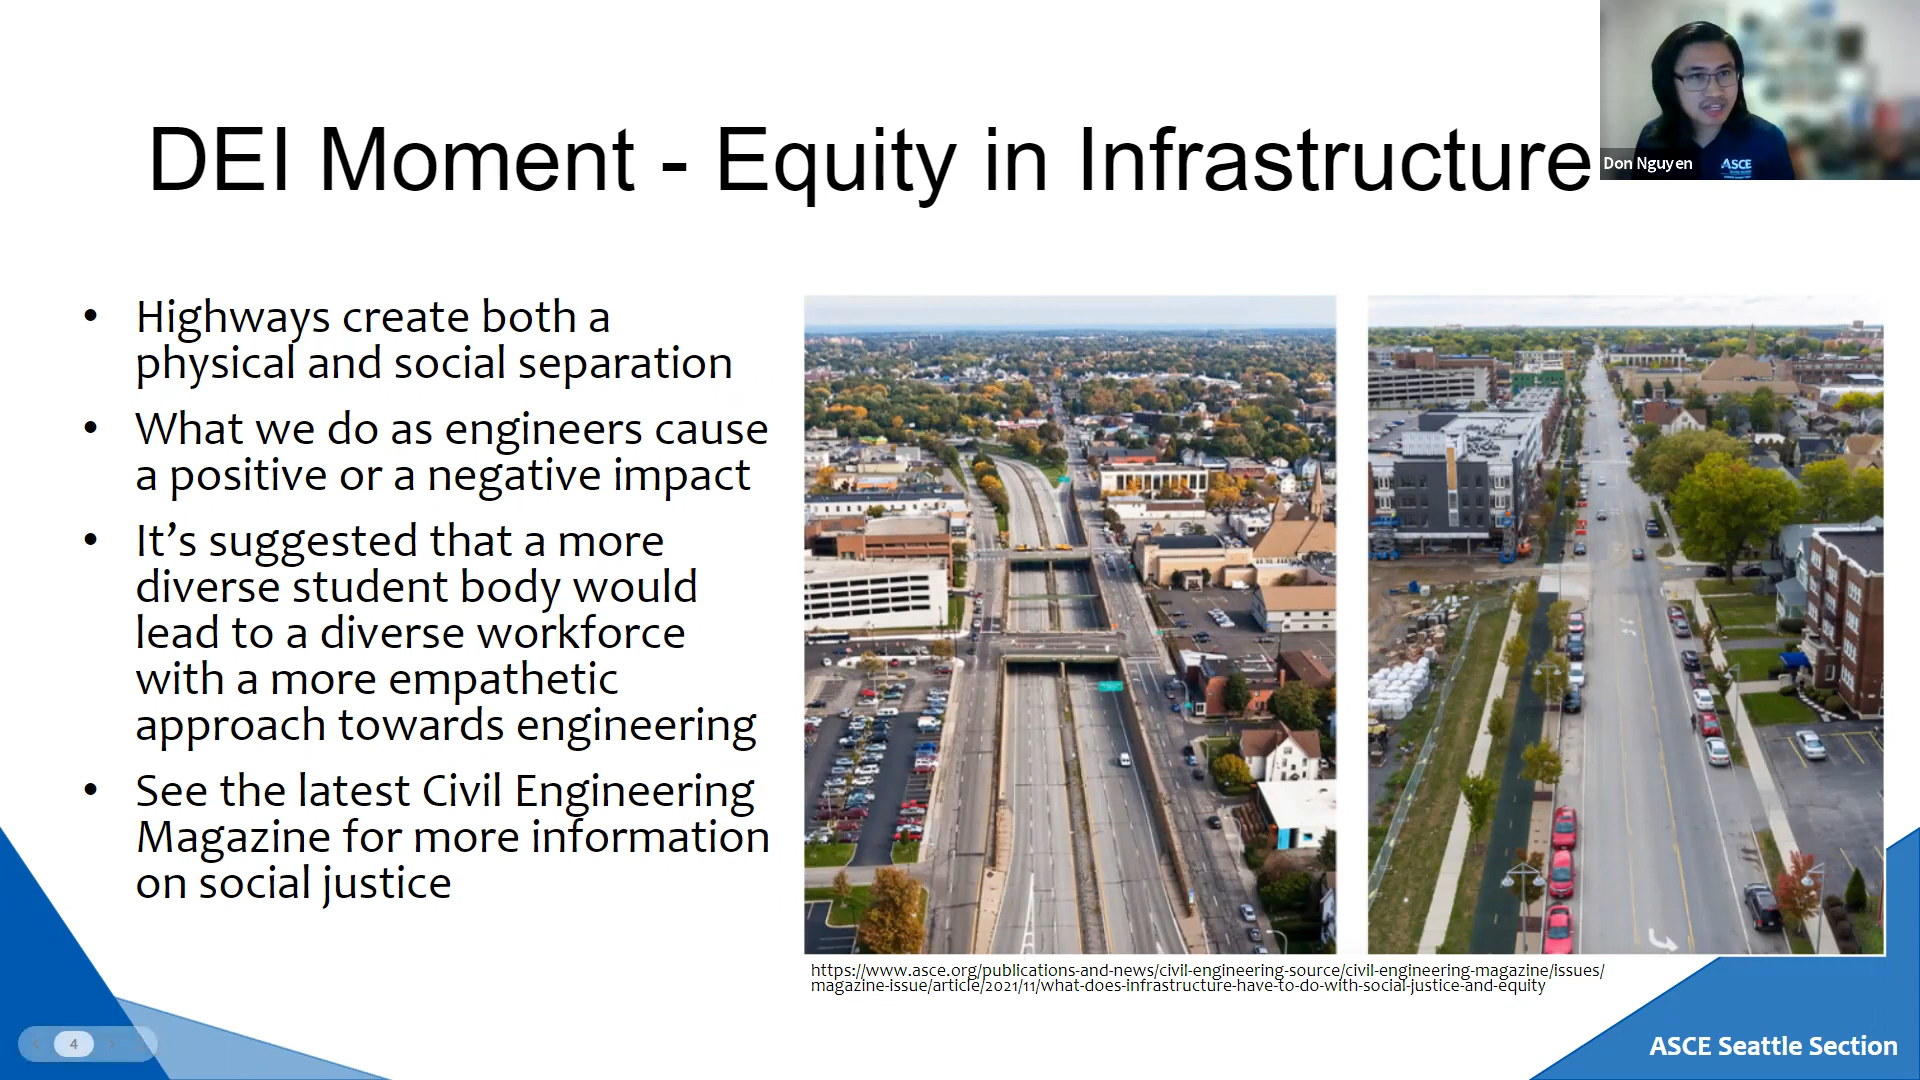 DEI Moment - Equity in Infrastructure
Don Nguyen
ASCE
• Highways create both a
physical and social separation
• What we do as engineers cause
a positive or a negative impact
• It’s suggested that a more
diverse student body would
lead to a diverse workforce
with a more empathetic
approach towards engineering
• See the latest Civil Engineering
Magazine for more information
on social justice
https://www.asce.org/publications-and-news/civil-engineering-source/civil-engineering-magazine/issues/
magazine-issue/article/2021/11/what-does-infrastructure-have-to-do-with-social-justice-and-equity
4
ASCE Seattle Section